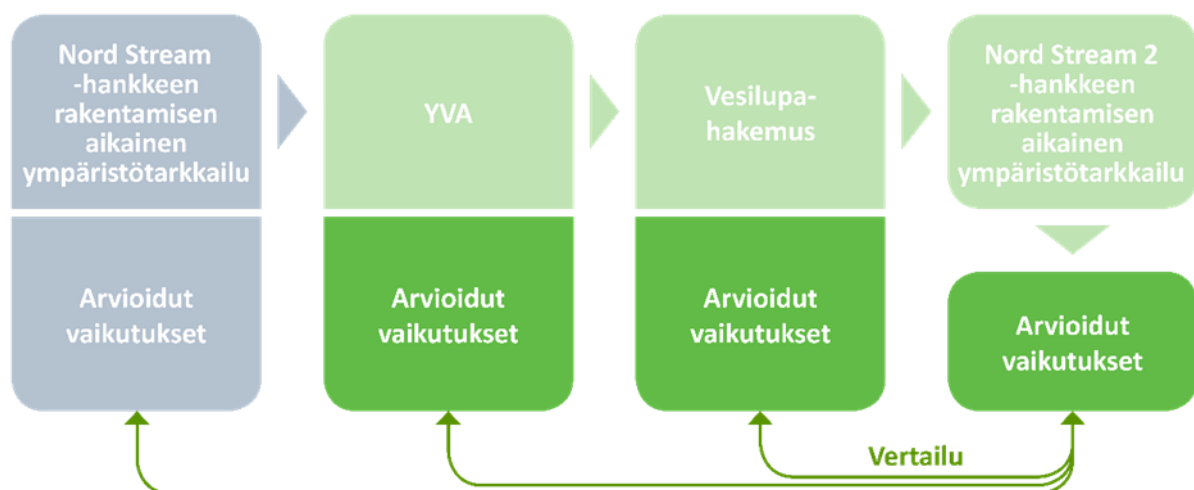 Nord Stream
-hankkeen
rakentamisen
aikainen
ympäristötarkkailu
YVA
Vesilupa-
hakemus
Nord Stream 2
-hankkeen
rakentamisen
aikainen
ympäristötarkkailu
Arvioidut
vaikutukset
Arvioidut
vaikutukset
Arvioidut
vaikutukset
Arvioidut
vaikutukset
Vertailu